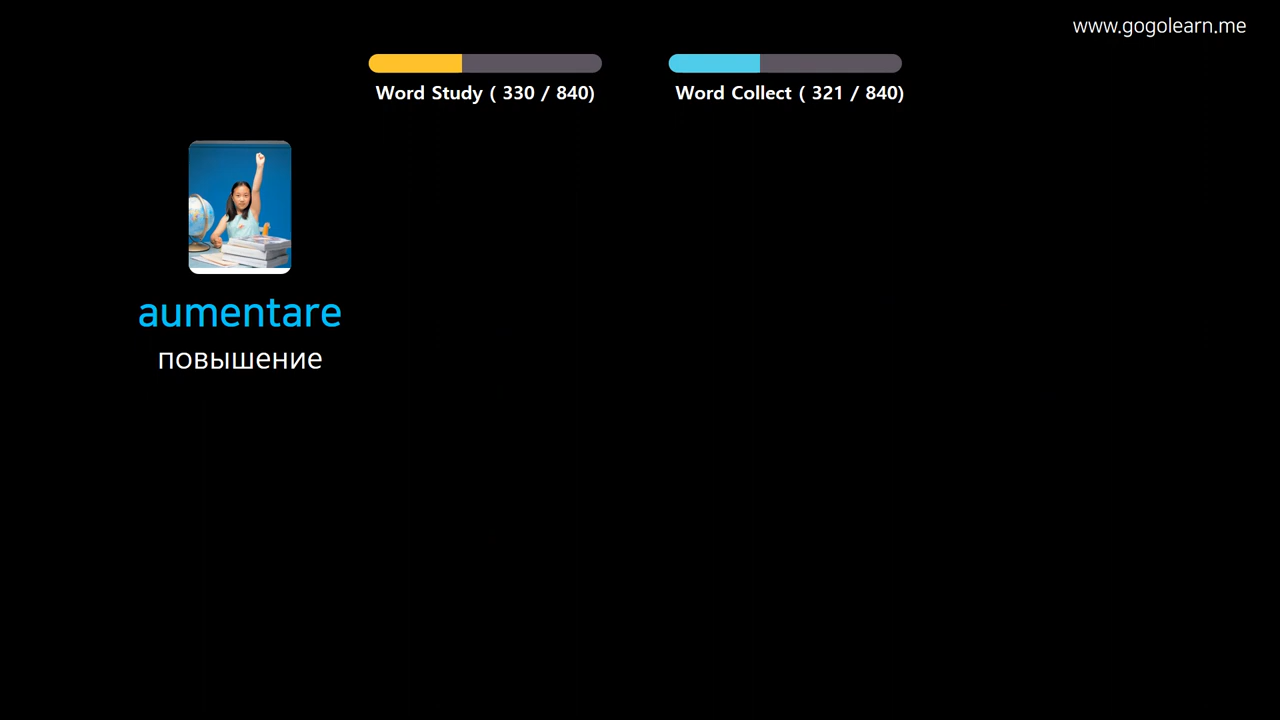 www.gogolearn.me
Word Study ( 330 / 840)
Word Collect ( 321 / 840)
aumentare
повышение